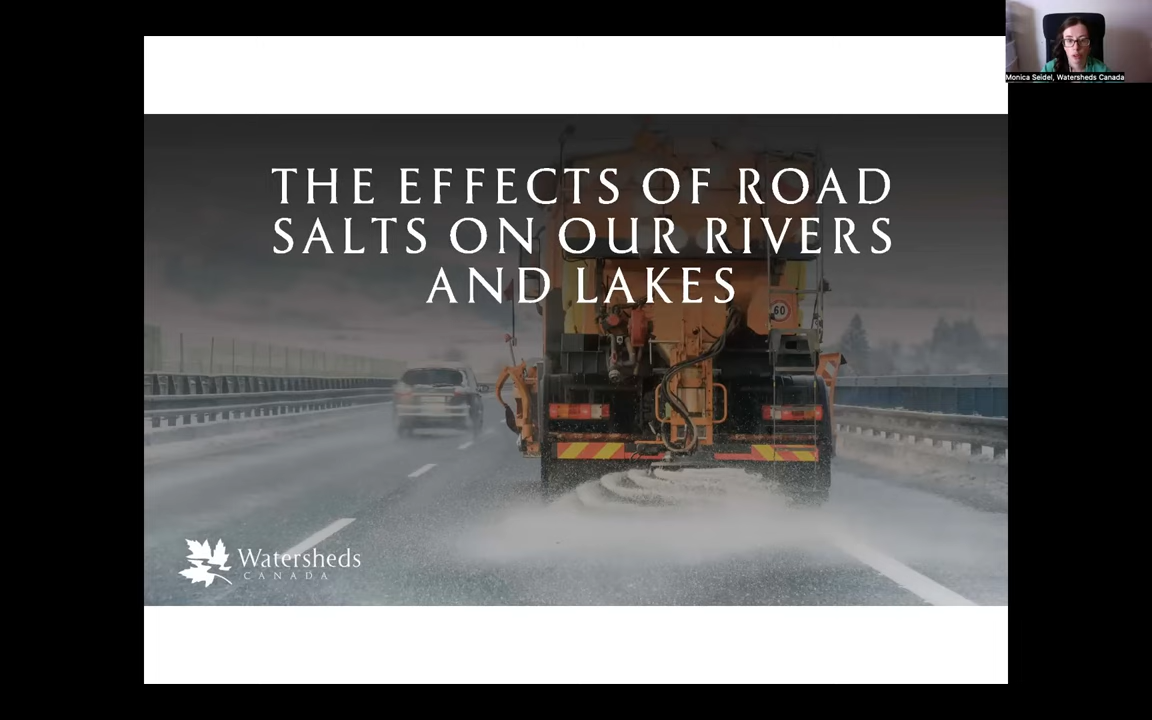 Monica Seidel, Watersheds Canada
THE EFFECTS OF ROAD
SALTS ON OUR RIVERS
AND LAKES
60
Watersheds
CANADA